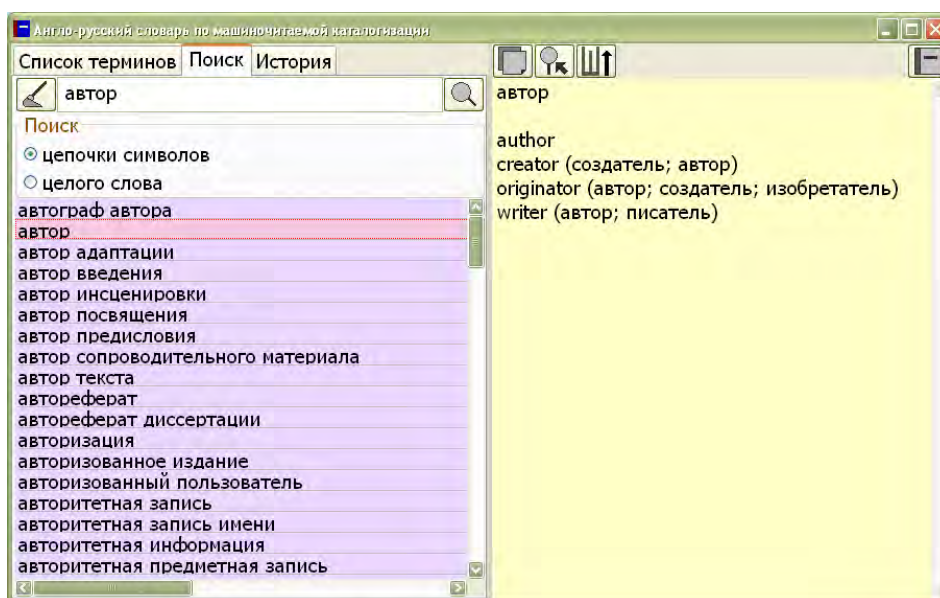 Англо-русский словарь по машиночитаемой каталогизации
Список терминов Поиск История
автор
Поиск
цепочки символов
целого слова
автограф автора
автор
автор адаптации
автор введения
автор инсценировки
автор посвящения
автор предисловия
автор сопроводительного материала
автор текста
автореферат
автореферат диссертации
авторизация
авторизованное издание
авторизованный пользователь
авторитетная запись
авторитетная запись имени
авторитетная информация
авторитетная предметная запись
автор
author
creator (создатель; автор)
originator (автор; создатель; изобретатель)
writer (автор; писатель)